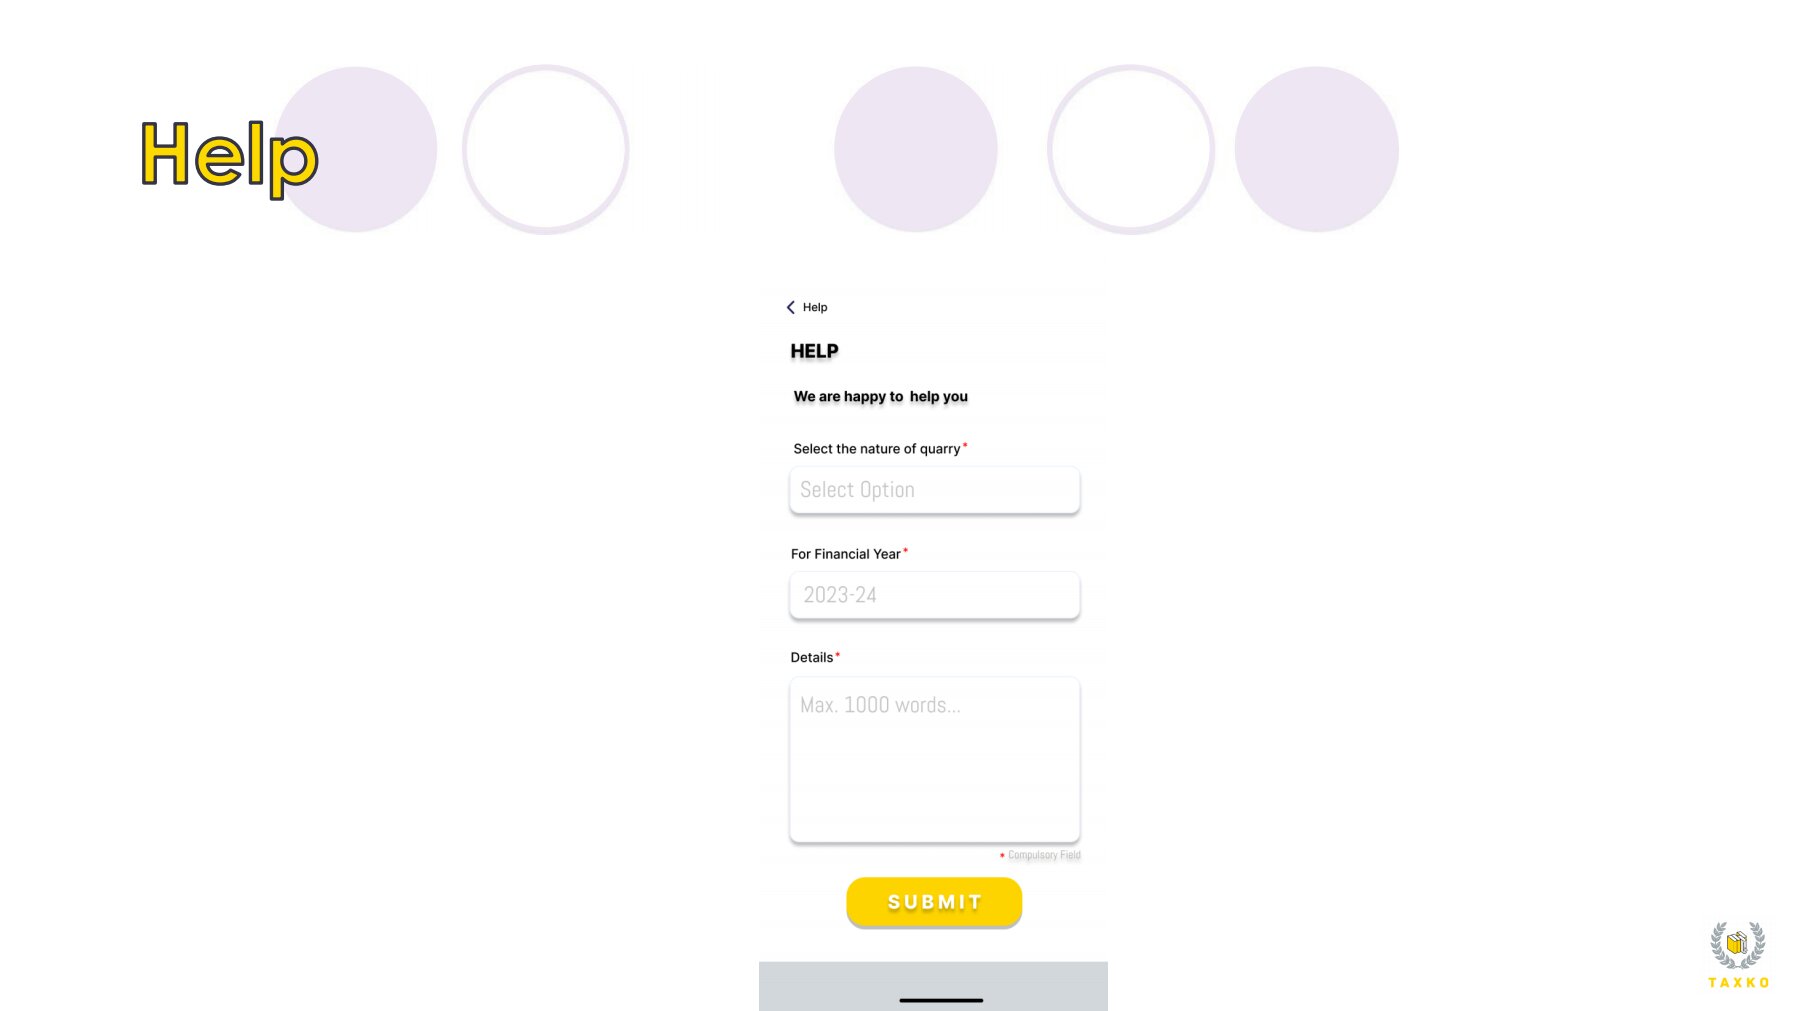 Help
Help
HELP
We are happy to help you
Select the nature of quarry*
Select Option
For Financial Year*
2023-24
Details*
Max. 1000 words...
* Compulsory Field
SUBMIT
TAXKO